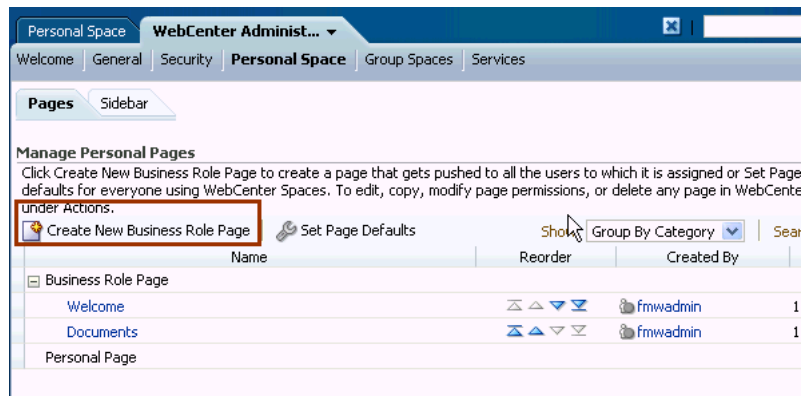 Personal Space WebCenter Administ...
Welcome General Security Personal Space Group Spaces Services
Pages Sidebar
Manage Personal Pages
Click Create New Business Role Page to create a page that gets pushed to all the users to which it is assigned or Set Page
defaults for everyone using WebCenter Spaces. To edit, copy, modify page permissions, or delete any page in WebCente
under Actions.
Create New Business Role Page Set Page Defaults Show Group By Category Sear
Name Reorder Created By
Business Role Page
Welcome fmwadmin 1
Documents fmwadmin 1
Personal Page